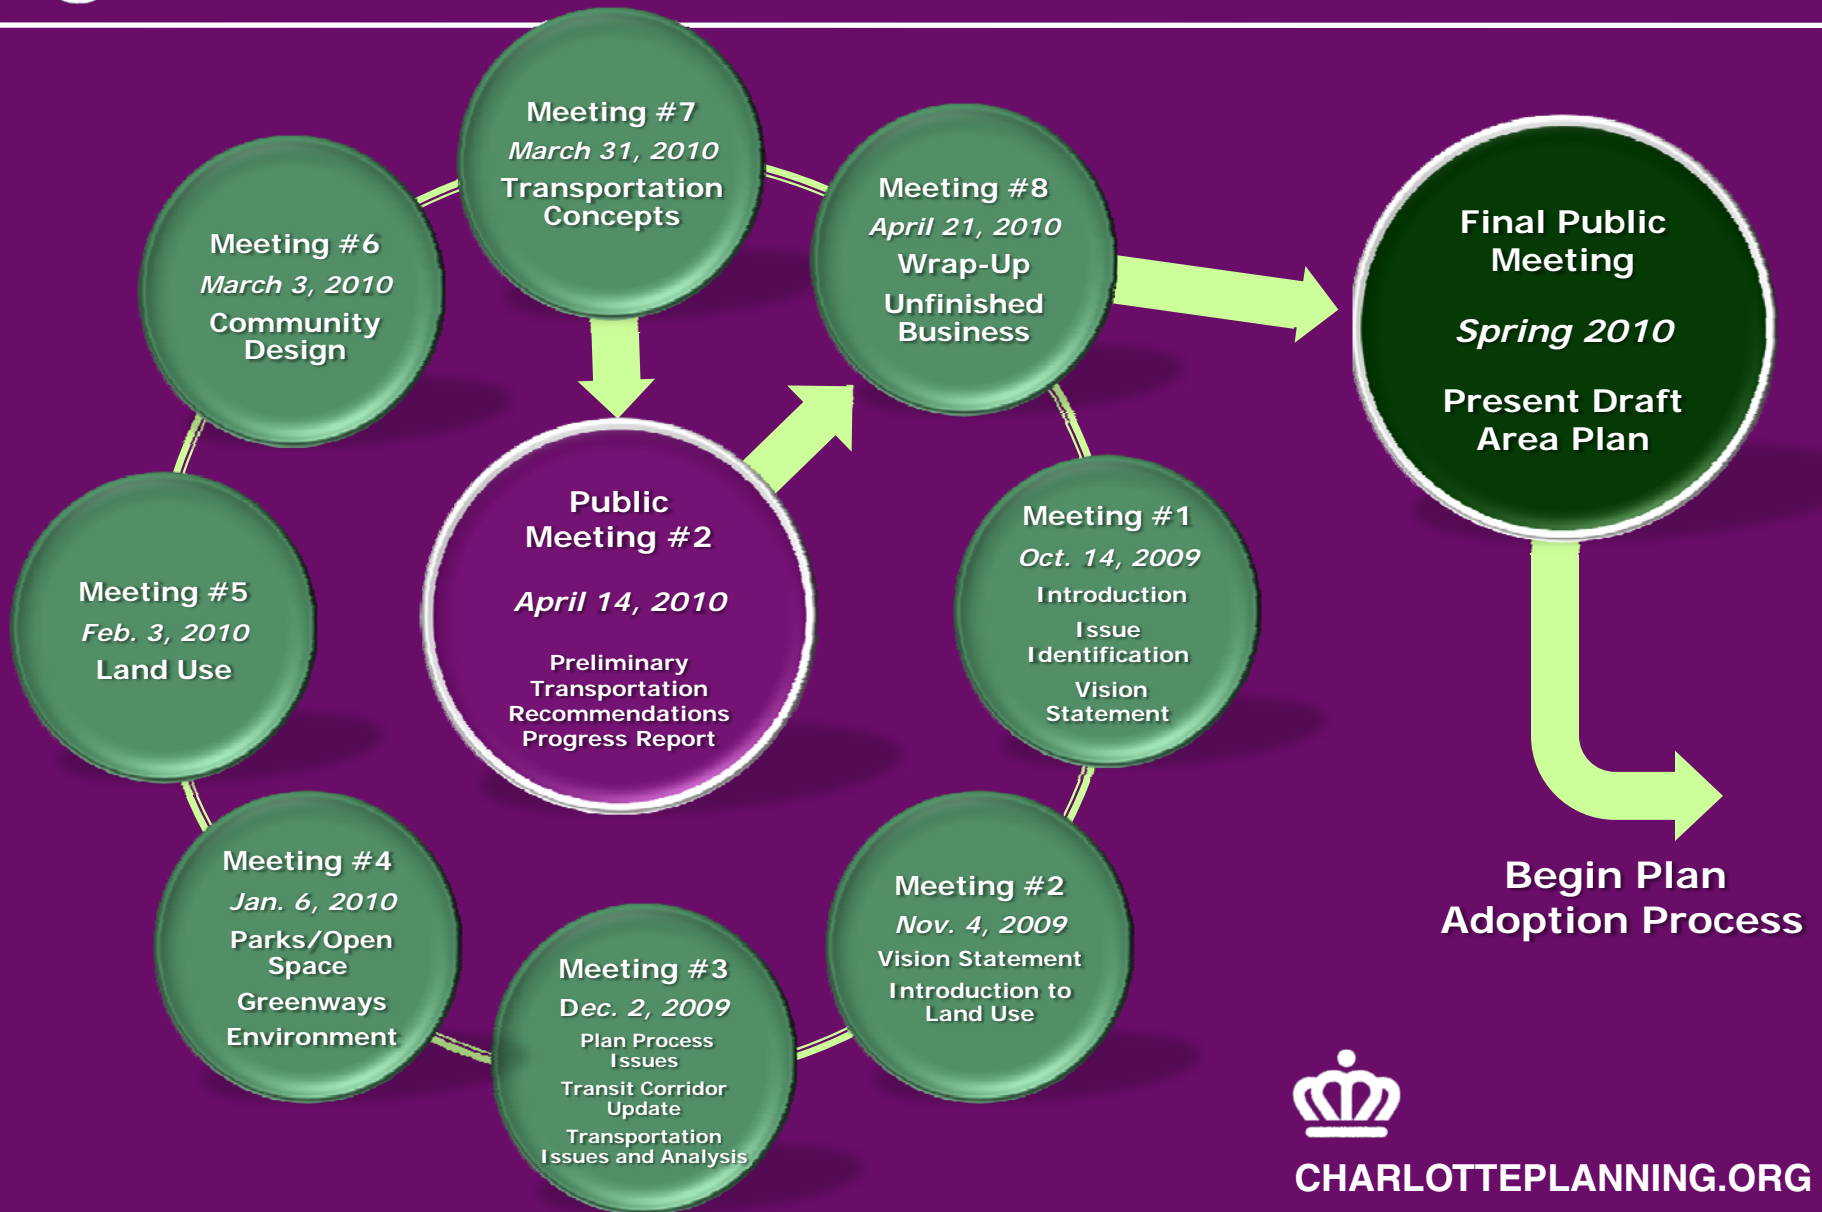 Meeting #7
March 31, 2010
Transportation
Concepts
Meeting #8
April 21, 2010
Wrap-Up
Unfinished
Business
Meeting #6
March 3, 2010
Community
Design
Final Public
Meeting
Spring 2010
Present Draft
Area Plan
Public
Meeting #2
April 14, 2010
Preliminary
Transportation
Recommendations
Progress Report
Meeting #1
Oct. 14, 2009
Introduction
Issue
Identification
Vision
Statement
Meeting #5
Feb. 3, 2010
Land Use
Meeting #4
Jan. 6, 2010
Parks/Open
Space
Greenways
Environment
Meeting #3
Dec. 2, 2009
Plan Process
Issues
Transit Corridor
Update
Transportation
Issues and Analysis
Meeting #2
Nov. 4, 2009
Vision Statement
Introduction to
Land Use
Begin Plan
Adoption Process
CHARLOTTEPLANNING.ORG